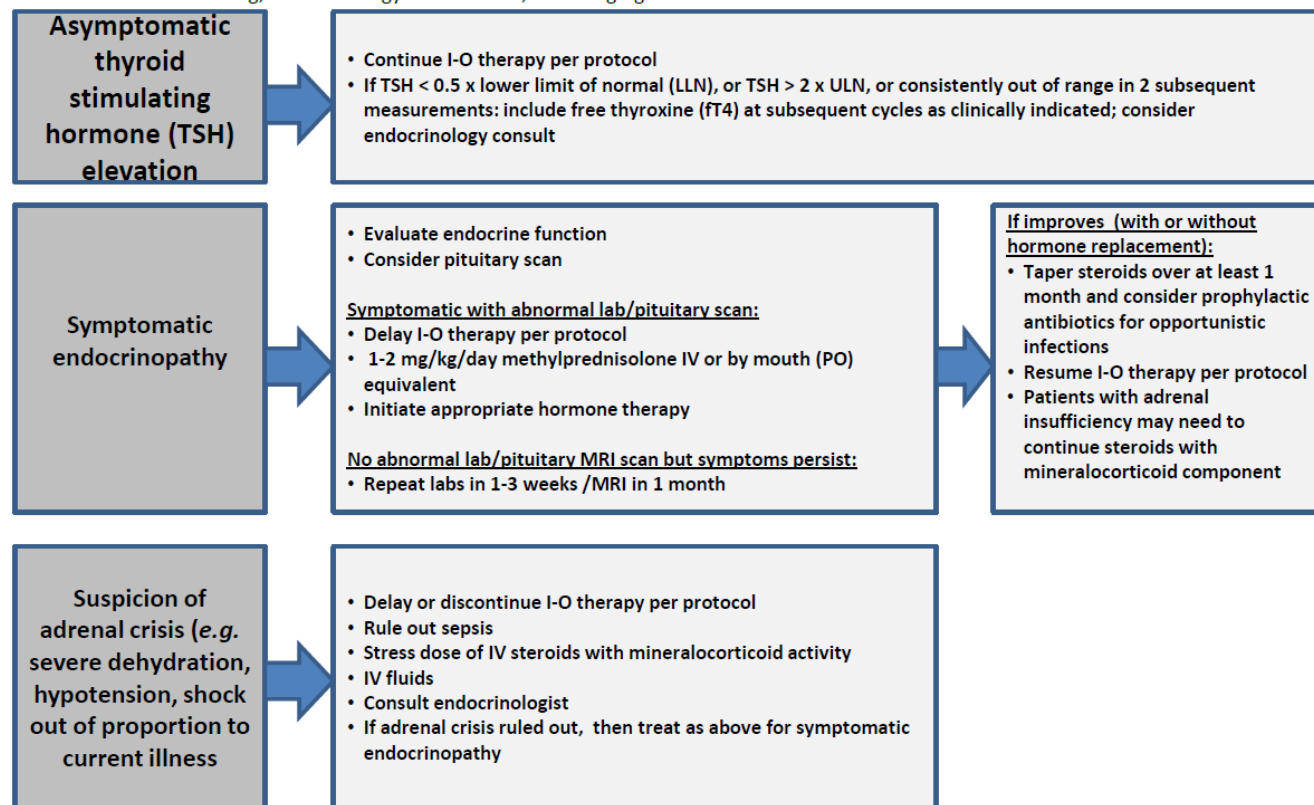 Asymptomatic
thyroid
stimulating
hormone (TSH)
elevation
• Continue I-O therapy per protocol
• If TSH < 0.5 x lower limit of normal (LLN), or TSH > 2 x ULN, or consistently out of range in 2 subsequent
measurements: include free thyroxine (fT4) at subsequent cycles as clinically indicated; consider
endocrinology consult
Symptomatic
endocrinopathy
• Evaluate endocrine function
• Consider pituitary scan
Symptomatic with abnormal lab/pituitary scan:
• Delay I-O therapy per protocol
• 1-2 mg/kg/day methylprednisolone IV or by mouth (PO)
equivalent
• Initiate appropriate hormone therapy
No abnormal lab/pituitary MRI scan but symptoms persist:
• Repeat labs in 1-3 weeks /MRI in 1 month
If improves (with or without
hormone replacement):
• Taper steroids over at least 1
month and consider prophylactic
antibiotics for opportunistic
infections
• Resume I-O therapy per protocol
• Patients with adrenal
insufficiency may need to
continue steroids with
mineralocorticoid component
Suspicion of
adrenal crisis (e.g.
severe dehydration,
hypotension, shock
out of proportion to
current illness
• Delay or discontinue I-O therapy per protocol
• Rule out sepsis
• Stress dose of IV steroids with mineralocorticoid activity
• IV fluids
• Consult endocrinologist
• If adrenal crisis ruled out, then treat as above for symptomatic
endocrinopathy